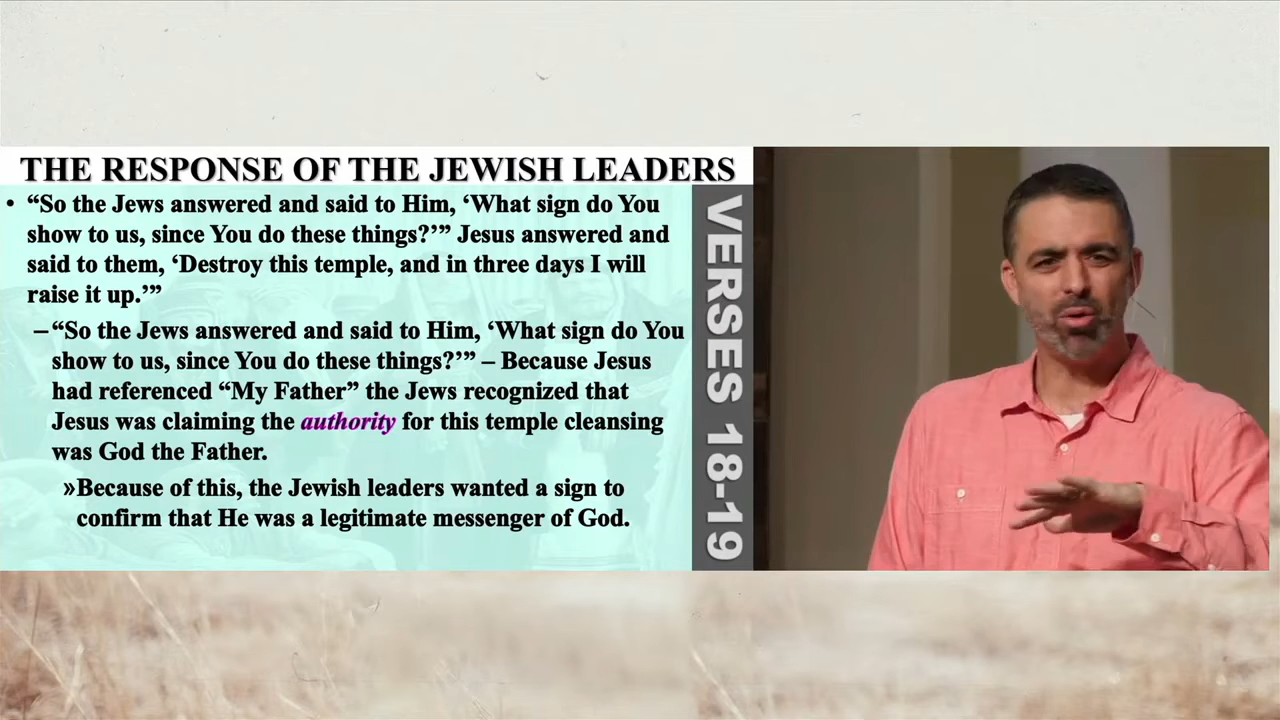 THE RESPONSE OF THE JEWISH LEADERS
• “So the Jews answered and said to Him, ‘What sign do You
show to us, since You do these things?’” Jesus answered and
said to them, ‘Destroy this temple, and in three days I will
raise it up.’”
– “So the Jews answered and said to Him, ‘What sign do You
show to us, since You do these things?’” – Because Jesus
had referenced “My Father” the Jews recognized that
Jesus was claiming the authority for this temple cleansing
was God the Father.
»Because of this, the Jewish leaders wanted a sign to
confirm that He was a legitimate messenger of God.
VERSES 18-19